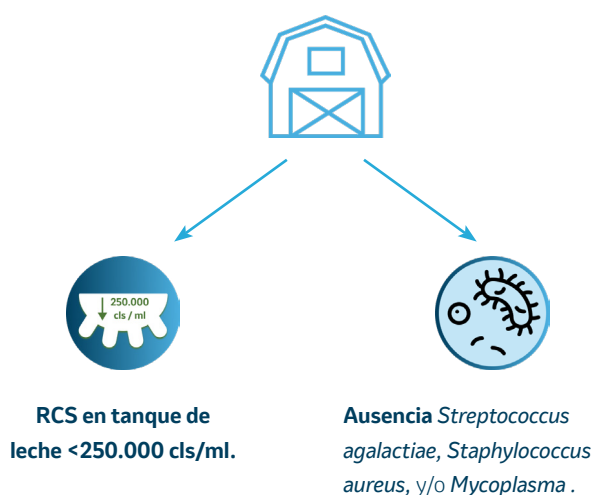 250.000
cls / ml
RCS en tanque de
leche <250.000 cls/ml.
Ausencia Streptococcus
agalactiae, Staphylococcus
aureus, y/o Mycoplasma .